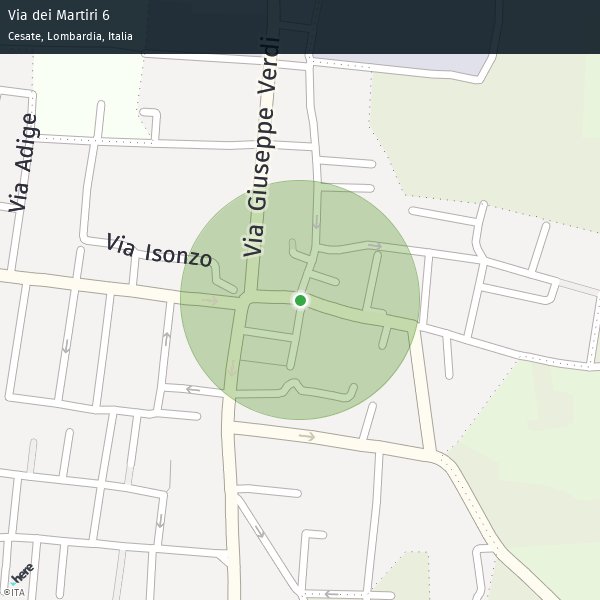 Via dei Martiri 6
Cesate, Lombardia, Italia
Via Giuseppe Verdi
Via Adige
Via Isonzo
here
©ITA